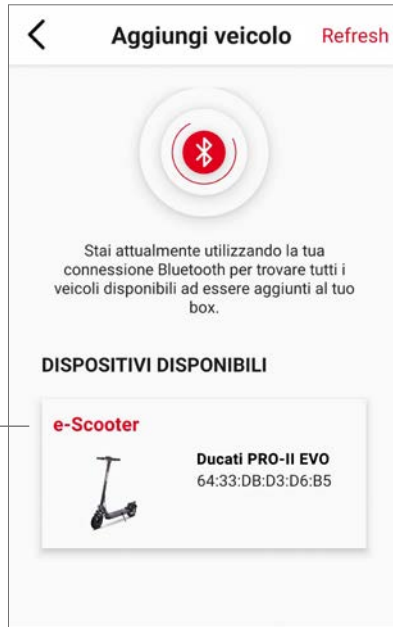 Aggiungi veicolo Refresh
Stai attualmente utilizzando la tua
connessione Bluetooth per trovare tutti i
veicoli disponibili ad essere aggiunti al tuo
box.
DISPOSITIVI DISPONIBILI
e-Scooter
Ducati PRO-II EVO
64:33:DB:D3:D6:B5